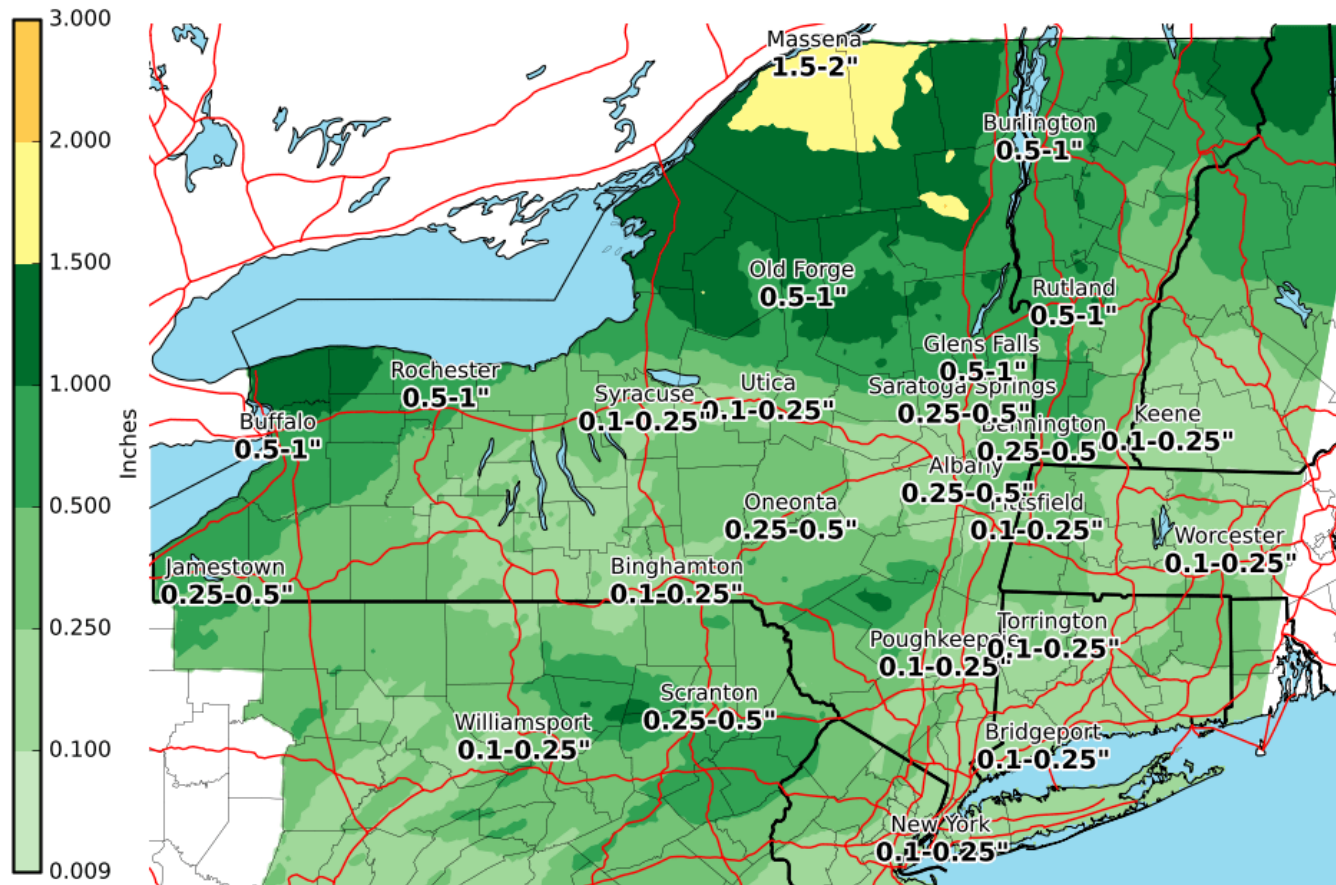 3.000
2.000
1.500
1.000
0.500
0.250
0.100
0.009
Inches
Massena
1.5-2"
Burlington
0.5-1"
Old Forge
0.5-1"
Rutland
0.5-1"
Glens Falls
0.5-1"
Rochester
0.5-1"
Syracuse
0.1-0.25"
Utica
0.1-0.25"
Saratoga Springs
0.25-0.5"
Buffalo
0.5-1"
Bennington
0.25-0.5
Keene
0.1-0.25"
Albany
0.25-0.5"
Oneonta
0.25-0.5"
Pittsfield
0.1-0.25"
Worcester
0.1-0.25"
Jamestown
0.25-0.5"
Binghamton
0.1-0.25"
Poughkeepsie
0.1-0.25"
Torrington
0.1-0.25"
Scranton
0.25-0.5"
Williamsport
0.1-0.25"
Bridgeport
0.1-0.25"
New York
0.1-0.25"